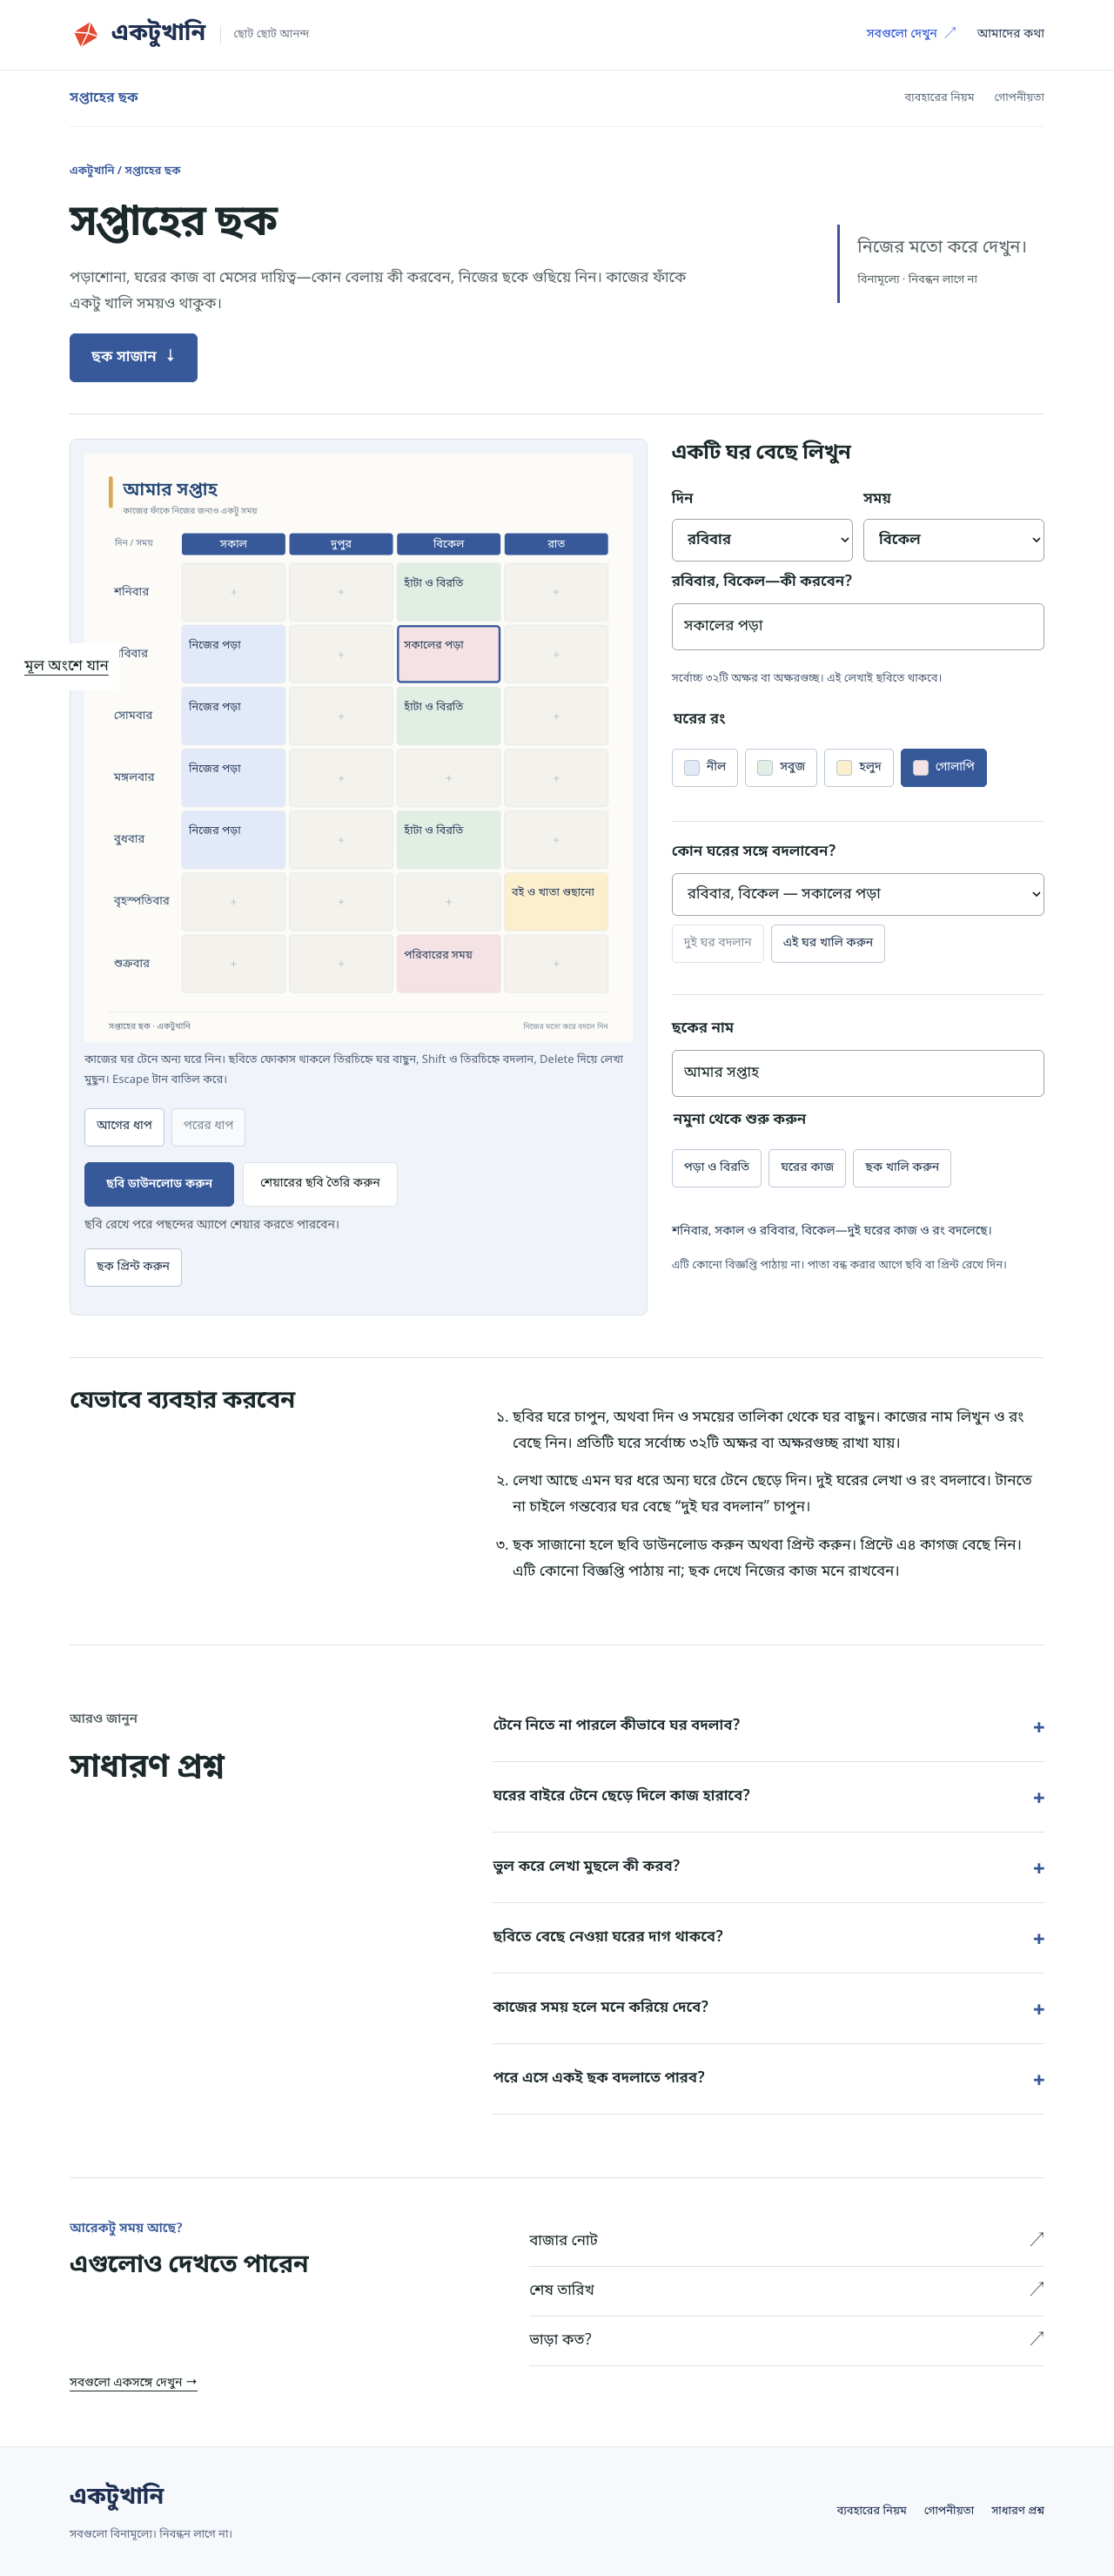 একটুখানি
ছোট ছোট আনন্দ
সবগুলো দেখুন ↗
আমাদের কথা
সপ্তাহের ছক
ব্যবহারের নিয়ম
গোপনীয়তা
একটুখানি / সপ্তাহের ছক
সপ্তাহের ছক
পড়াশোনা, ঘরের কাজ বা মেসের দায়িত্ব—কোন বেলায় কী করবেন, নিজের ছকে গুছিয়ে নিন। কাজের ফাঁকে
একটু খালি সময়ও থাকুক।
ছক সাজান ↓
নিজের মতো করে দেখুন।
বিনামূল্যে · নিবন্ধন লাগে না
আমার সপ্তাহ
কাজের ফাঁকে নিজের জন্যও একটু সময়
দিন / সময় সকাল দুপুর বিকেল রাত
শনিবার + + হাঁটা ও বিরতি +
রবিবার নিজের পড়া + সকালের পড়া +
মূল অংশে যান
সোমবার নিজের পড়া + হাঁটা ও বিরতি +
মঙ্গলবার নিজের পড়া + + +
বুধবার নিজের পড়া + হাঁটা ও বিরতি +
বৃহস্পতিবার + + + বই ও খাতা গুছানো
শুক্রবার + + পরিবারের সময় +
সপ্তাহের ছক · একটুখানি
নিজের মতো করে বদলে নিন
কাজের ঘর টেনে অন্য ঘরে নিন। ছবিতে ফোকাস থাকলে তিরচিহ্নে ঘর বাছুন, Shift ও তিরচিহ্নে বদলান, Delete দিয়ে লেখা
মুছুন। Escape টান বাতিল করে।
আগের ধাপ
পরের ধাপ
ছবি ডাউনলোড করুন
শেয়ারের ছবি তৈরি করুন
ছবি রেখে পরে পছন্দের অ্যাপে শেয়ার করতে পারবেন।
ছক প্রিন্ট করুন
একটি ঘর বেছে লিখুন
দিন সময়
রবিবার বিকেল
রবিবার, বিকেল—কী করবেন?
সকালের পড়া
সর্বোচ্চ ৩২টি অক্ষর বা অক্ষরগুচ্ছ। এই লেখাই ছবিতে থাকবে।
ঘরের রং
নীল সবুজ হলুদ গোলাপি
কোন ঘরের সঙ্গে বদলাবেন?
রবিবার, বিকেল — সকালের পড়া
দুই ঘর বদলান
এই ঘর খালি করুন
ছকের নাম
আমার সপ্তাহ
নমুনা থেকে শুরু করুন
পড়া ও বিরতি
ঘরের কাজ
ছক খালি করুন
শনিবার, সকাল ও রবিবার, বিকেল—দুই ঘরের কাজ ও রং বদলেছে।
এটি কোনো বিজ্ঞপ্তি পাঠায় না। পাতা বন্ধ করার আগে ছবি বা প্রিন্ট রেখে দিন।
যেভাবে ব্যবহার করবেন
১. ছবির ঘরে চাপুন, অথবা দিন ও সময়ের তালিকা থেকে ঘর বাছুন। কাজের নাম লিখুন ও রং
বেছে নিন। প্রতিটি ঘরে সর্বোচ্চ ৩২টি অক্ষর বা অক্ষরগুচ্ছ রাখা যায়।
২. লেখা আছে এমন ঘর ধরে অন্য ঘরে টেনে ছেড়ে দিন। দুই ঘরের লেখা ও রং বদলাবে। টানতে
না চাইলে গন্তব্যের ঘর বেছে “দুই ঘর বদলান” চাপুন।
৩. ছক সাজানো হলে ছবি ডাউনলোড করুন অথবা প্রিন্ট করুন। প্রিন্টে এ৪ কাগজ বেছে নিন।
এটি কোনো বিজ্ঞপ্তি পাঠায় না; ছক দেখে নিজের কাজ মনে রাখবেন।
আরও জানুন
সাধারণ প্রশ্ন
টেনে নিতে না পারলে কীভাবে ঘর বদলাব? +
ঘরের বাইরে টেনে ছেড়ে দিলে কাজ হারাবে? +
ভুল করে লেখা মুছলে কী করব? +
ছবিতে বেছে নেওয়া ঘরের দাগ থাকবে? +
কাজের সময় হলে মনে করিয়ে দেবে? +
পরে এসে একই ছক বদলাতে পারব? +
আরেকটু সময় আছে?
এগুলোও দেখতে পারেন
বাজার নোট ↗
শেষ তারিখ ↗
ভাড়া কত? ↗
সবগুলো একসঙ্গে দেখুন →
একটুখানি
সবগুলো বিনামূল্যে। নিবন্ধন লাগে না।
ব্যবহারের নিয়ম
গোপনীয়তা
সাধারণ প্রশ্ন